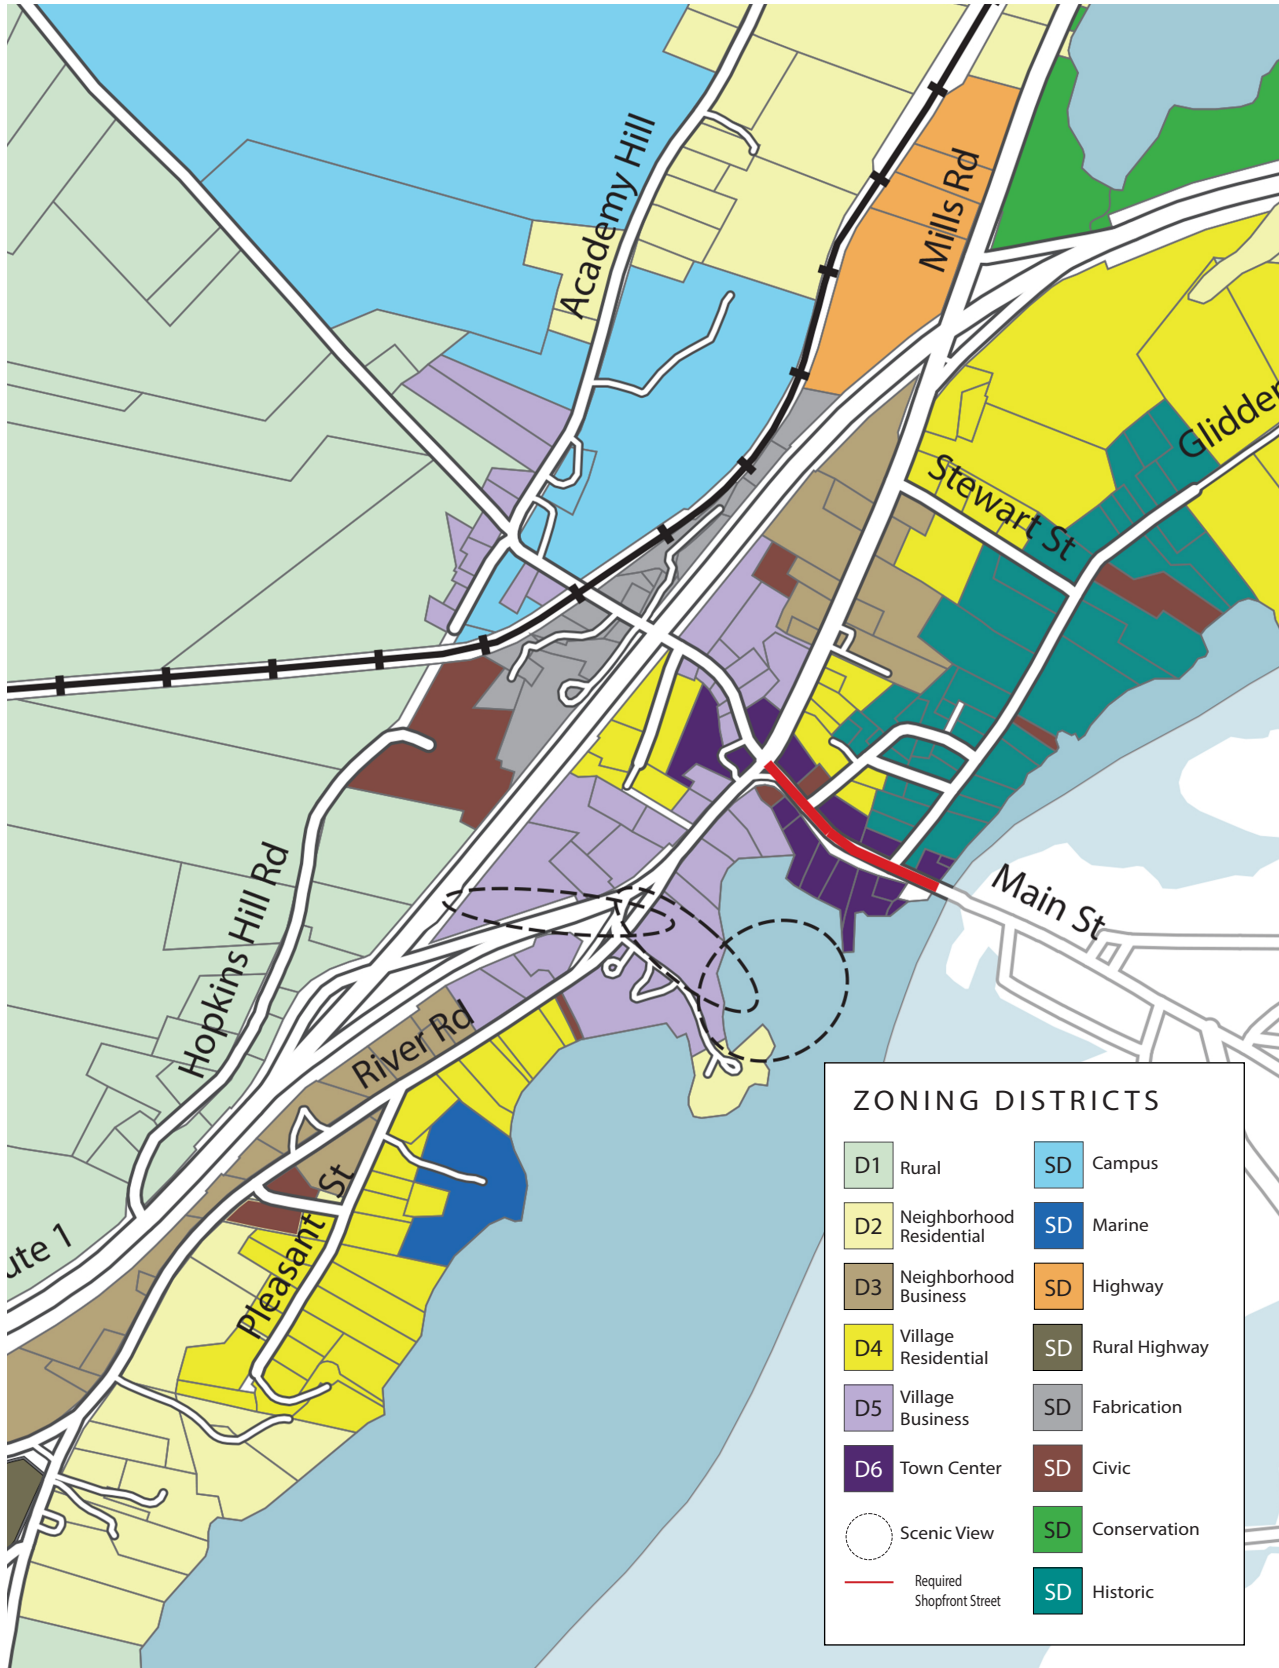 Academy Hill
Mills Rd
Glidden
Stewart St
Main St
Hopkins Hill Rd
River Rd
Pleasant St
ute 1
ZONING DISTRICTS
D1 Rural
D2 Neighborhood
Residential
D3 Neighborhood
Business
D4 Village
Residential
D5 Village
Business
D6 Town Center
Scenic View
Required
Shopfront Street
SD Campus
SD Marine
SD Highway
SD Rural Highway
SD Fabrication
SD Civic
SD Conservation
SD Historic